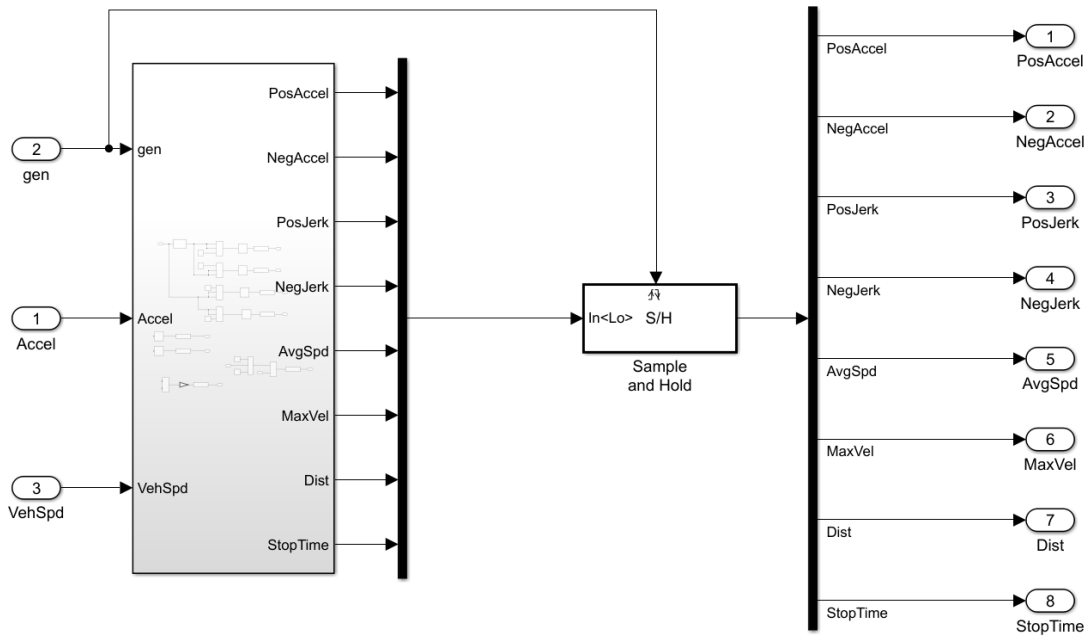 2
gen
1
Accel
3
VehSpd
gen
Accel
VehSpd
PosAccel
NegAccel
PosJerk
NegJerk
AvgSpd
MaxVel
Dist
StopTime
In<Lo>
S/H
Sample
and Hold
PosAccel
NegAccel
PosJerk
NegJerk
AvgSpd
MaxVel
Dist
StopTime
1
PosAccel
2
NegAccel
3
PosJerk
4
NegJerk
5
AvgSpd
6
MaxVel
7
Dist
8
StopTime